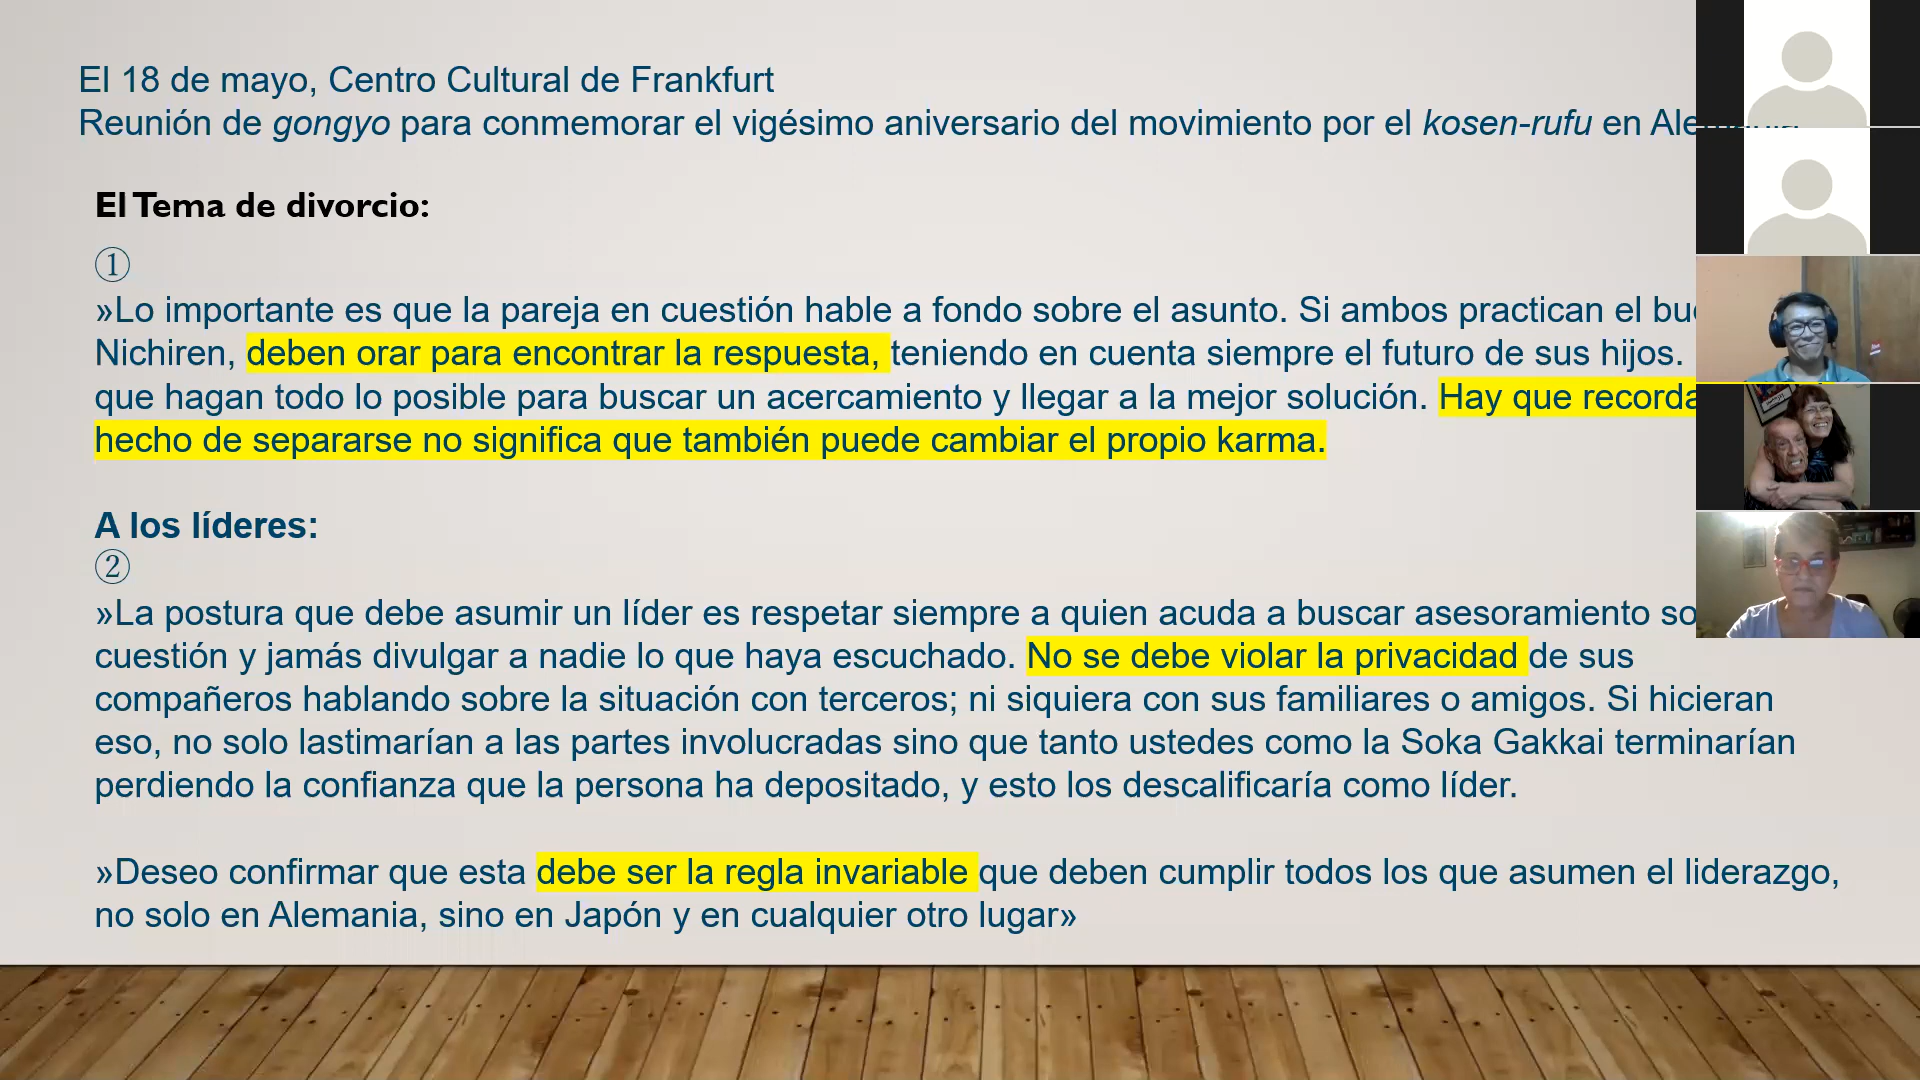 El 18 de mayo, Centro Cultural de Frankfurt
Reunión de gongyo para conmemorar el vigésimo aniversario del movimiento por el kosen-rufu en
El Tema de divorcio:
①
»Lo importante es que la pareja en cuestión hable a fondo sobre el asunto. Si ambos practican el
Nichiren, deben orar para encontrar la respuesta, teniendo en cuenta siempre el futuro de sus hijos.
que hagan todo lo posible para buscar un acercamiento y llegar a la mejor solución. Hay que
hecho de separarse no significa que también puede cambiar el propio karma.
A los líderes:
②
»La postura que debe asumir un líder es respetar siempre a quien acuda a buscar asesoramiento
cuestión y jamás divulgar a nadie lo que haya escuchado. No se debe violar la privacidad de sus
compañeros hablando sobre la situación con terceros; ni siquiera con sus familiares o amigos. Si hicieran
eso, no solo lastimarían a las partes involucradas sino que tanto ustedes como la Soka Gakkai terminarían
perdiendo la confianza que la persona ha depositado, y esto los descalificaría como líder.
»Deseo confirmar que esta debe ser la regla invariable que deben cumplir todos los que asumen el liderazgo,
no solo en Alemania, sino en Japón y en cualquier otro lugar»